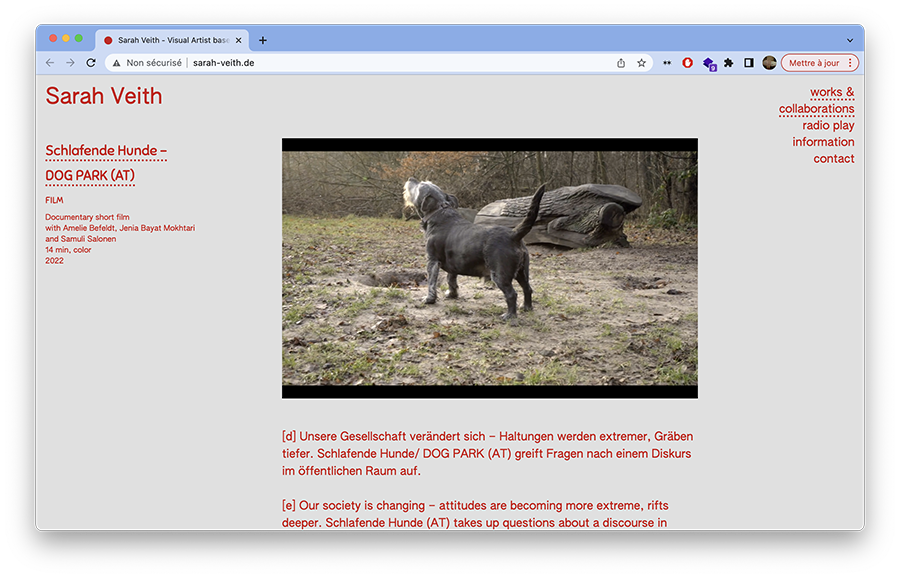 Sarah Veith - Visual Artist base
Non sécurisé
sarah-veith.de
9
Mettre à jour
Sarah Veith
works &
collaborations
radio play
information
contact
Schlafende Hunde –
DOG PARK (AT)
FILM
Documentary short film
with Amelie Befeldt, Jenia Bayat Mokhtari
and Samuli Salonen
14 min, color
2022
[d] Unsere Gesellschaft verändert sich – Haltungen werden extremer, Gräben
tiefer. Schlafende Hunde/ DOG PARK (AT) greift Fragen nach einem Diskurs
im öffentlichen Raum auf.
[e] Our society is changing – attitudes are becoming more extreme, rifts
deeper. Schlafende Hunde (AT) takes up questions about a discourse in